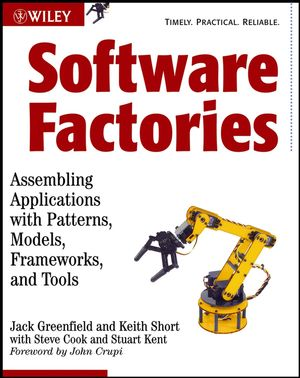 WILEY
TIMELY. PRACTICAL. RELIABLE.
Software
Factories
Assembling
Applications
with Patterns,
Models,
Frameworks,
and Tools
Jack Greenfield and Keith Short
with Steve Cook and Stuart Kent
Foreword by John Crupi